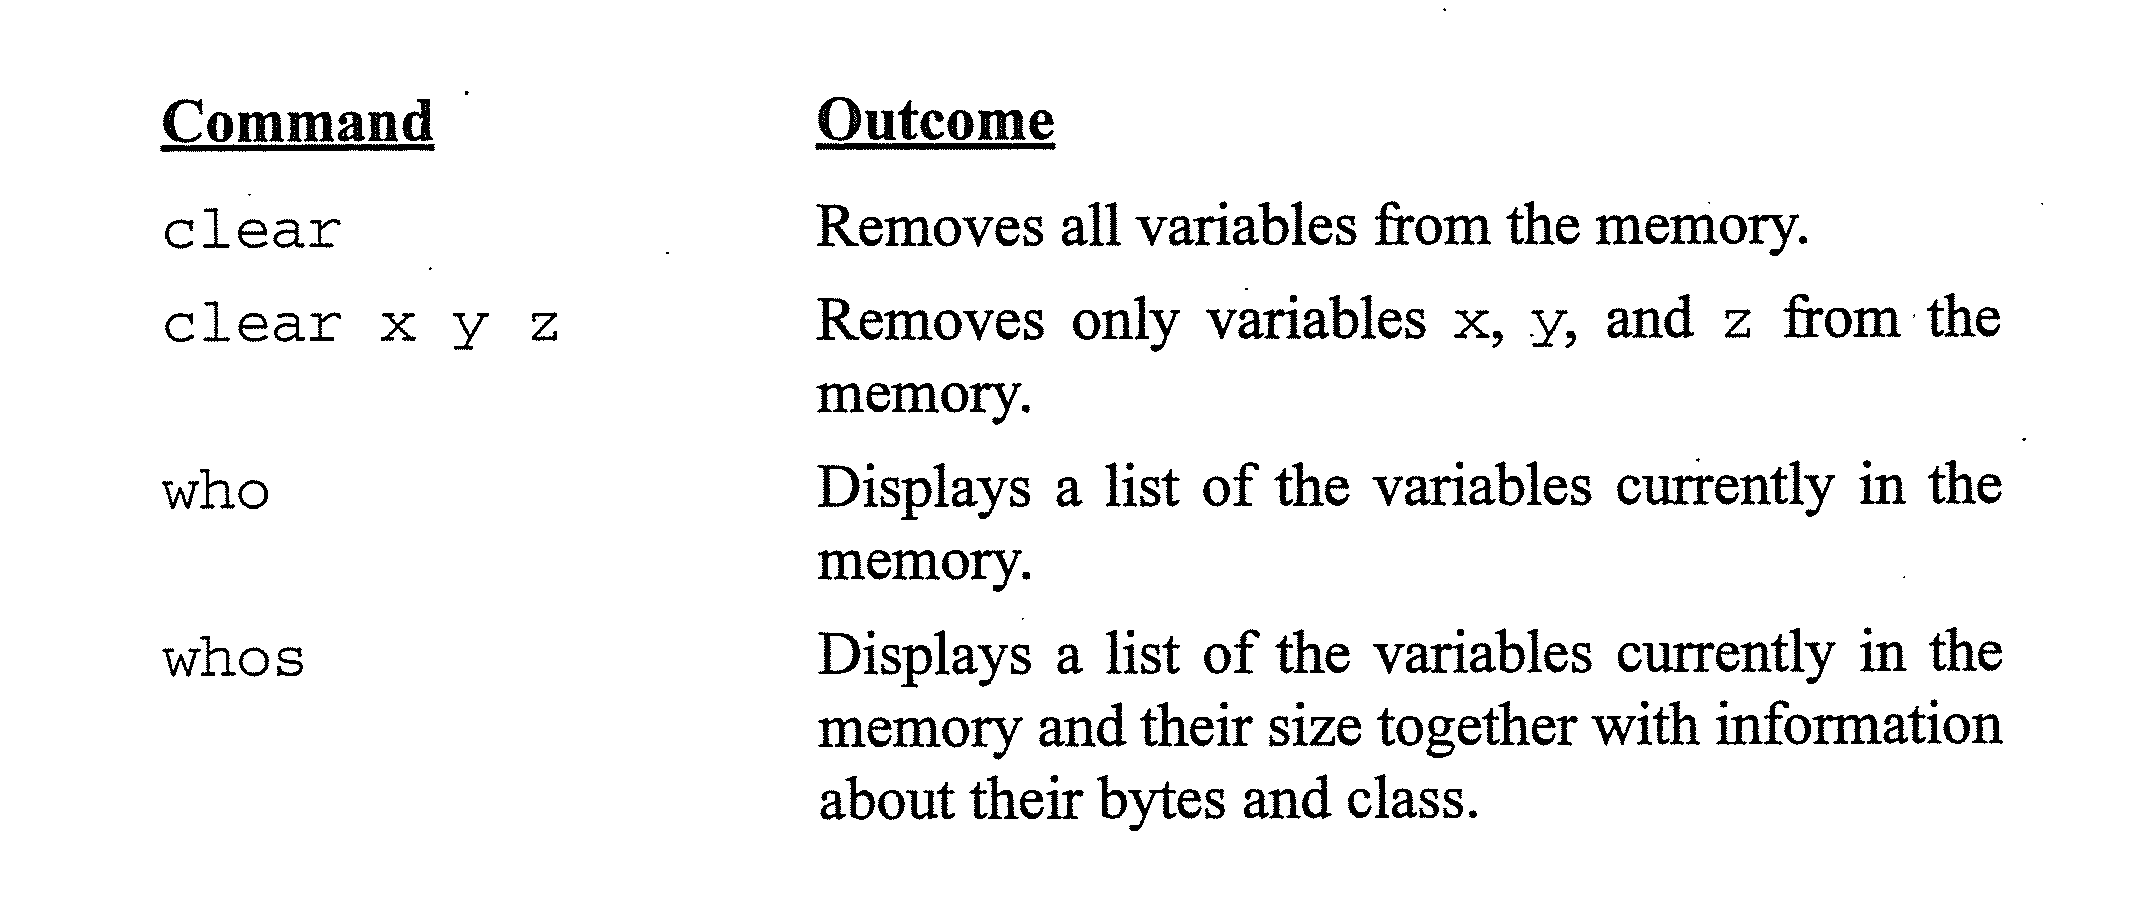 Command Outcome
clear Removes all variables from the memory.
clear x y z Removes only variables x, y, and z from the
memory.
who Displays a list of the variables currently in the
memory.
whos Displays a list of the variables currently in the
memory and their size together with information
about their bytes and class.